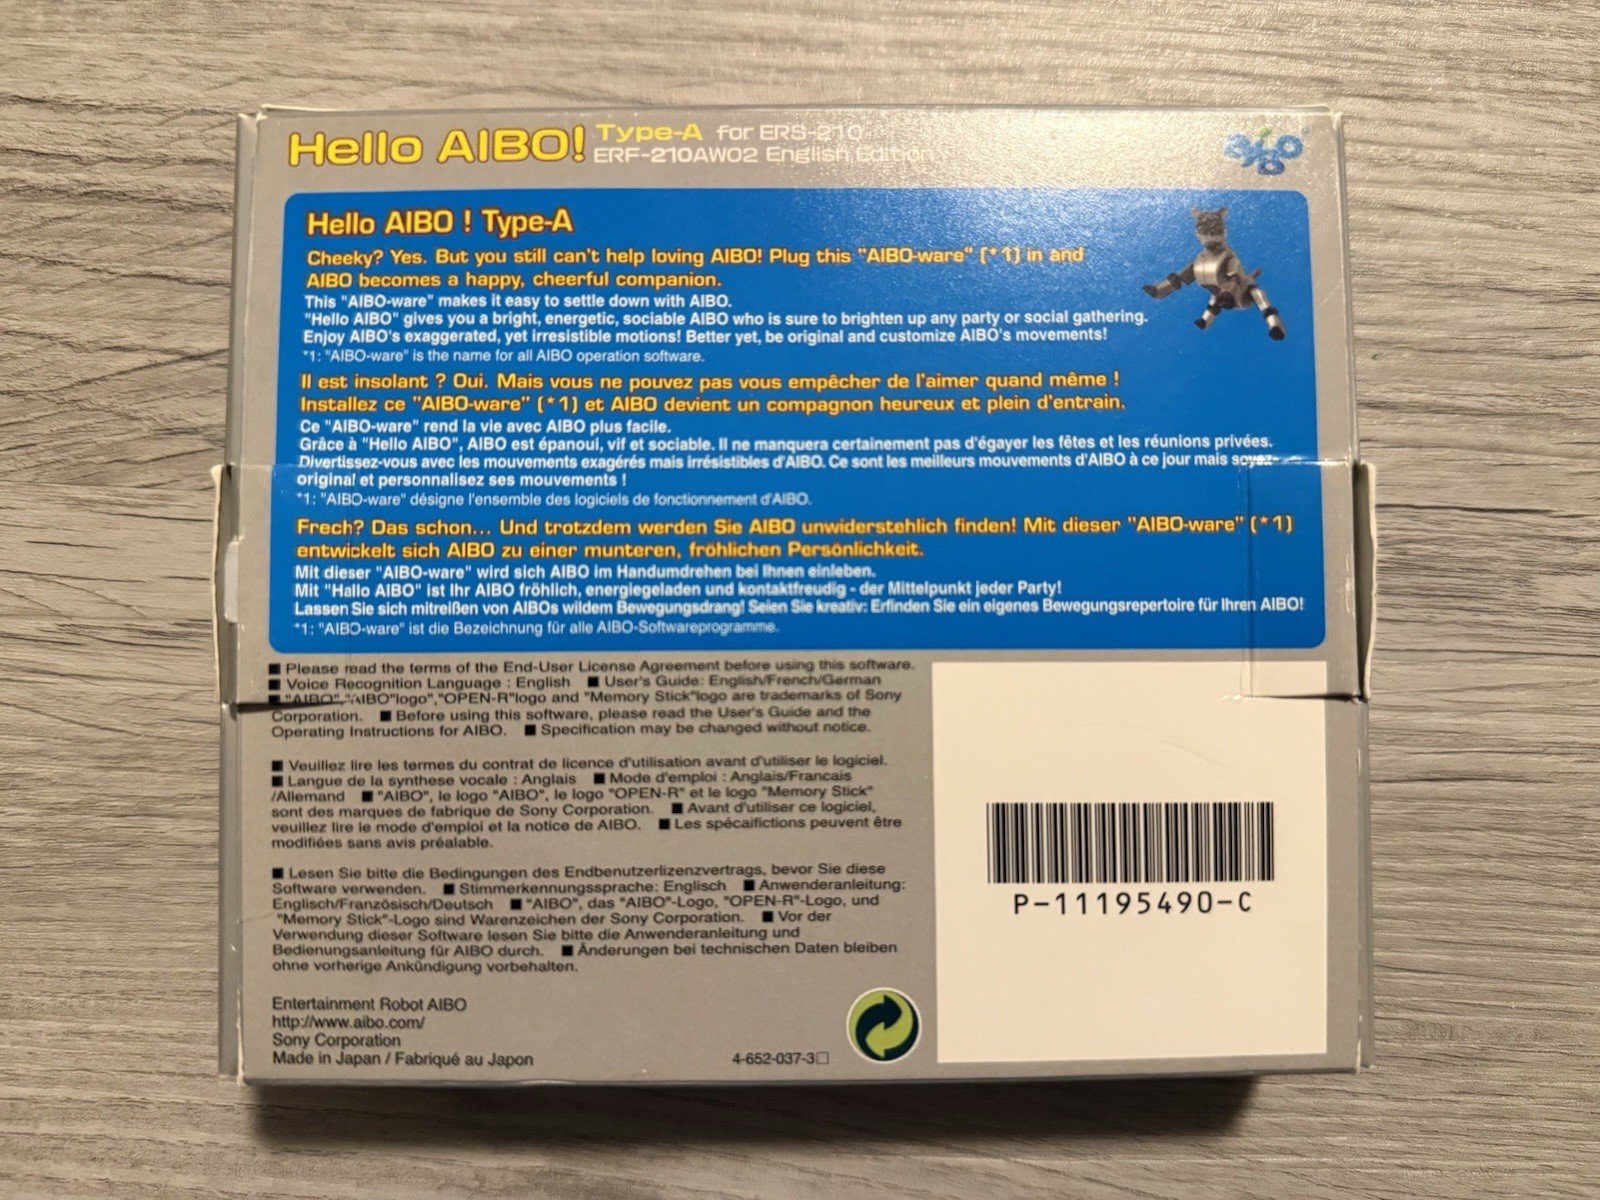 Hello AIBO! Type-A for ERS-210
ERF-210AW02 English Edition
aibo
Hello AIBO ! Type-A
Cheeky? Yes. But you still can't help loving AIBO! Plug this "AIBO-ware" (*1) in and
AIBO becomes a happy, cheerful companion.
This "AIBO-ware" makes it easy to settle down with AIBO.
"Hello AIBO" gives you a bright, energetic, sociable AIBO who is sure to brighten up any party or social gathering.
Enjoy AIBO's exaggerated, yet irresistible motions! Better yet, be original and customize AIBO's movements!
*1: "AIBO-ware" is the name for all AIBO operation software.
Il est insolant ? Oui. Mais vous ne pouvez pas vous empêcher de l'aimer quand même !
Installez ce "AIBO-ware" (*1) et AIBO devient un compagnon heureux et plein d'entrain.
Ce "AIBO-ware" rend la vie avec AIBO plus facile.
Grâce à "Hello AIBO", AIBO est épanoui, vif et sociable. Il ne manquera certainement pas d'égayer les fêtes et les réunions privées.
Divertissez-vous avec les mouvements exagérés mais irrésistibles d'AIBO. Ce sont les meilleurs mouvements d'AIBO à ce jour mais soyez
original et personnalisez ses mouvements !
*1: "AIBO-ware" désigne l'ensemble des logiciels de fonctionnement d'AIBO.
Frech? Das schon... Und trotzdem werden Sie AIBO unwiderstehlich finden! Mit dieser "AIBO-ware" (*1)
entwickelt sich AIBO zu einer munteren, fröhlichen Persönlichkeit.
Mit dieser "AIBO-ware" wird sich AIBO im Handumdrehen bei Ihnen einleben.
Mit "Hallo AIBO" ist Ihr AIBO fröhlich, energiegeladen und kontaktfreudig - der Mittelpunkt jeder Party!
Lassen Sie sich mitreißen von AIBOs wildem Bewegungsdrang! Seien Sie kreativ: Erfinden Sie ein eigenes Bewegungsrepertoire für Ihren AIBO!
*1: "AIBO-ware" ist die Bezeichnung für alle AIBO-Softwareprogramme.
■ Please read the terms of the End-User License Agreement before using this software.
■ Voice Recognition Language : English ■ User's Guide: English/French/German
■ "AIBO","AIBO"logo","OPEN-R"logo and "Memory Stick"logo are trademarks of Sony
Corporation. ■ Before using this software, please read the User's Guide and the
Operating Instructions for AIBO. ■ Specification may be changed without notice.
■ Veuillez lire les termes du contrat de licence d'utilisation avant d'utiliser le logiciel.
■ Langue de la synthese vocale : Anglais ■ Mode d'emploi : Anglais/Francais
/Allemand ■ "AIBO", le logo "AIBO", le logo "OPEN-R" et le logo "Memory Stick"
sont des marques de fabrique de Sony Corporation. ■ Avant d'utiliser ce logiciel,
veuillez lire le mode d'emploi et la notice de AIBO. ■ Les spécaifictions peuvent être
modifiées sans avis préalable.
■ Lesen Sie bitte die Bedingungen des Endbenutzerlizenzvertrags, bevor Sie diese
Software verwenden. ■ Stimmerkennungssprache: Englisch ■ Anwenderanleitung:
Englisch/Französisch/Deutsch ■ "AIBO", das "AIBO"-Logo, "OPEN-R"-Logo, und
"Memory Stick"-Logo sind Warenzeichen der Sony Corporation. ■ Vor der
Verwendung dieser Software lesen Sie bitte die Anwenderanleitung und
Bedienungsanleitung für AIBO durch. ■ Änderungen bei technischen Daten bleiben
ohne vorherige Ankündigung vorbehalten.
Entertainment Robot AIBO
http://www.aibo.com/
Sony Corporation
Made in Japan / Fabriqué au Japon
4-652-037-3□
P-11195490-C